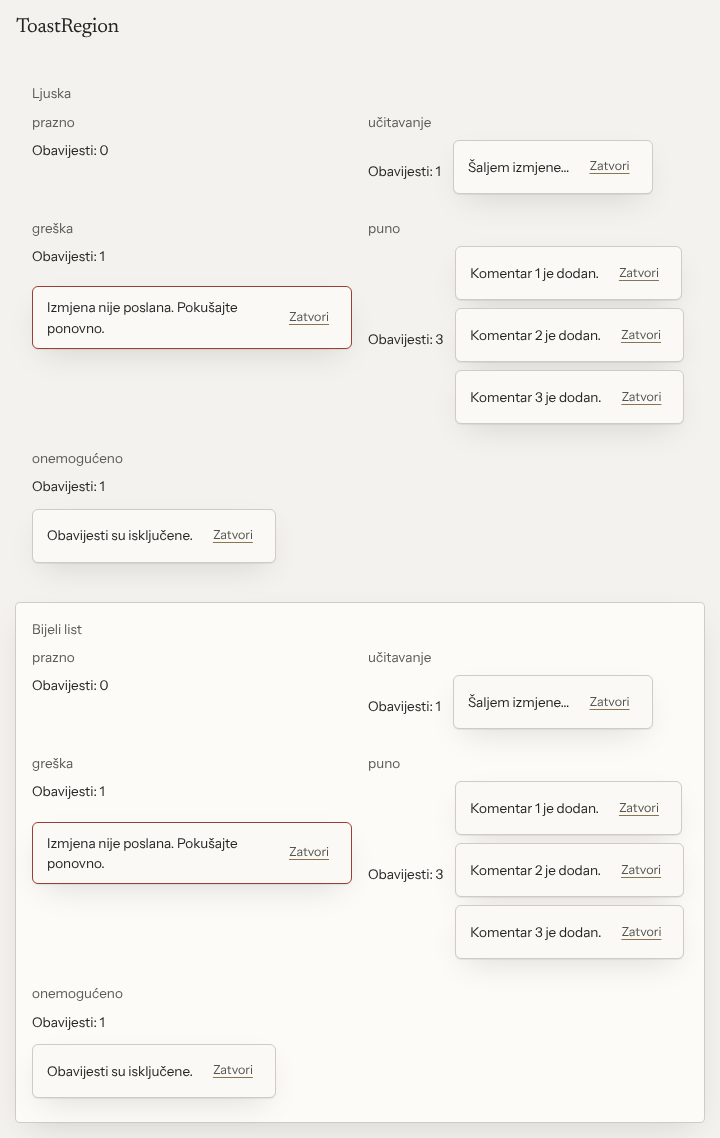 ToastRegion
Ljuska
prazno
Obavijesti: 0
učitavanje
Obavijesti: 1
Šaljem izmjene…
Zatvori
greška
Obavijesti: 1
Izmjena nije poslana. Pokušajte
ponovno.
Zatvori
puno
Obavijesti: 3
Komentar 1 je dodan.
Zatvori
Komentar 2 je dodan.
Zatvori
Komentar 3 je dodan.
Zatvori
onemogućeno
Obavijesti: 1
Obavijesti su isključene.
Zatvori
Bijeli list
prazno
Obavijesti: 0
učitavanje
Obavijesti: 1
Šaljem izmjene…
Zatvori
greška
Obavijesti: 1
Izmjena nije poslana. Pokušajte
ponovno.
Zatvori
puno
Obavijesti: 3
Komentar 1 je dodan.
Zatvori
Komentar 2 je dodan.
Zatvori
Komentar 3 je dodan.
Zatvori
onemogućeno
Obavijesti: 1
Obavijesti su isključene.
Zatvori